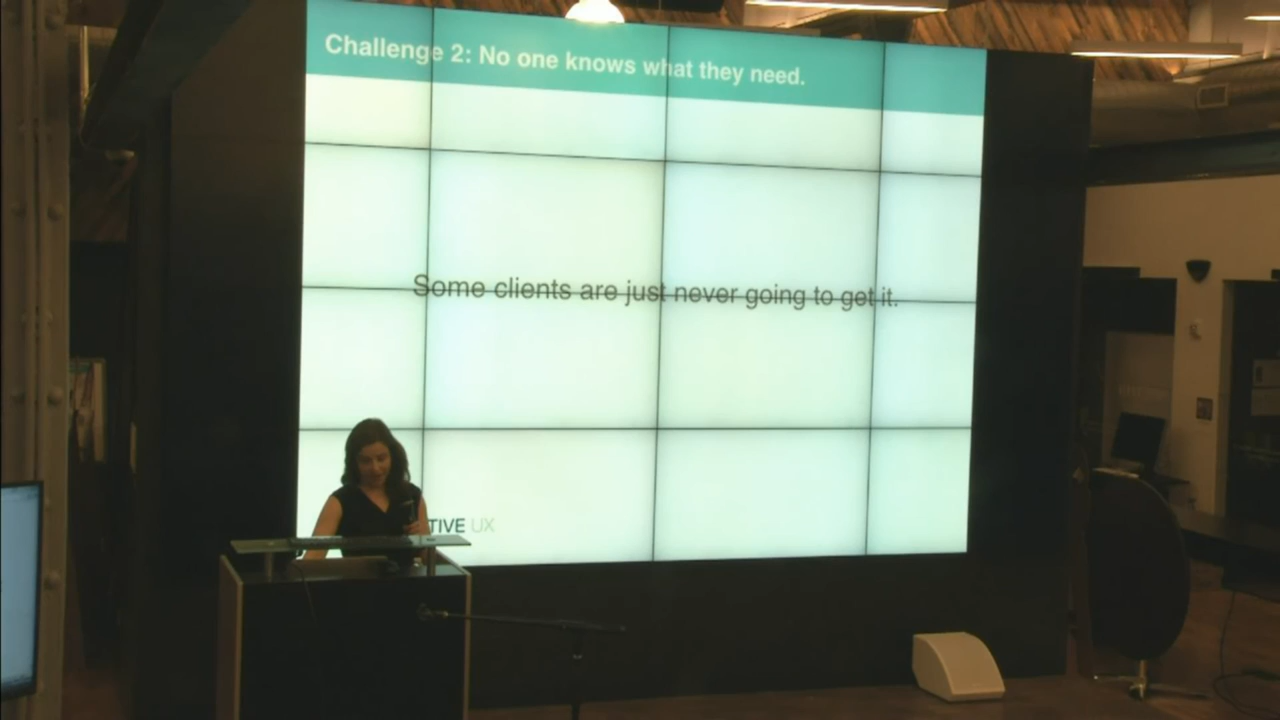 Challenge 2: No one knows what they need.
Some clients are just never going to get it.
TIVE UX